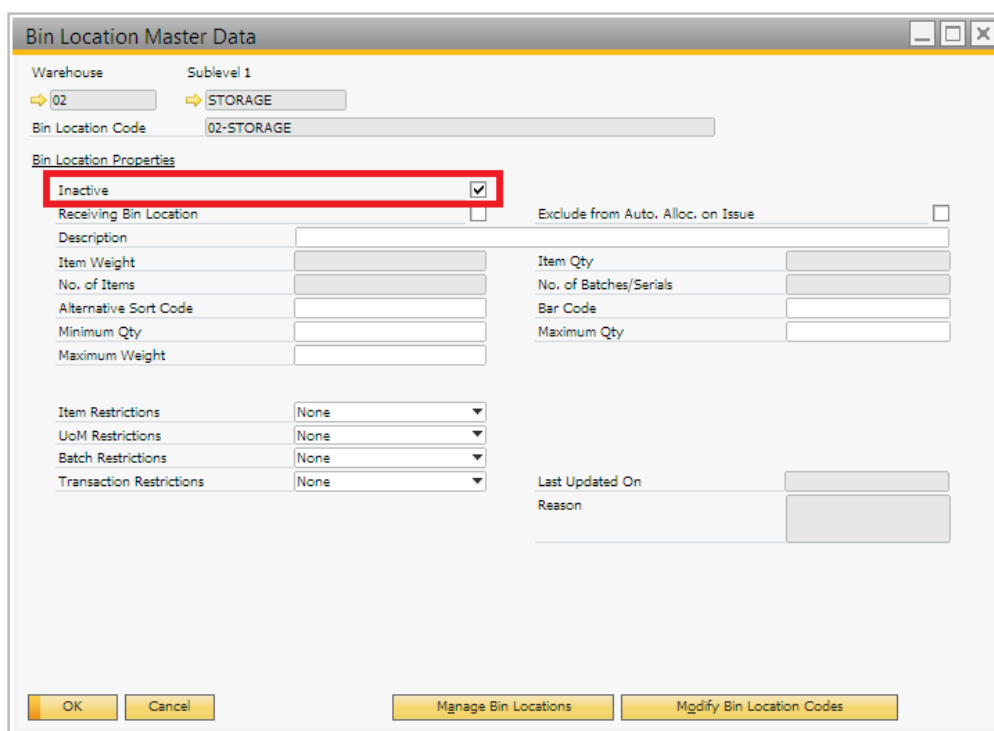 Bin Location Master Data
Warehouse Sublevel 1
02 STORAGE
Bin Location Code 02-STORAGE
Bin Location Properties
Inactive
Receiving Bin Location Exclude from Auto. Alloc. on Issue
Description
Item Weight Item Qty
No. of Items No. of Batches/Serials
Alternative Sort Code Bar Code
Minimum Qty Maximum Qty
Maximum Weight
Item Restrictions None
UoM Restrictions None
Batch Restrictions None
Transaction Restrictions None Last Updated On
Reason
OK Cancel Manage Bin Locations Modify Bin Location Codes